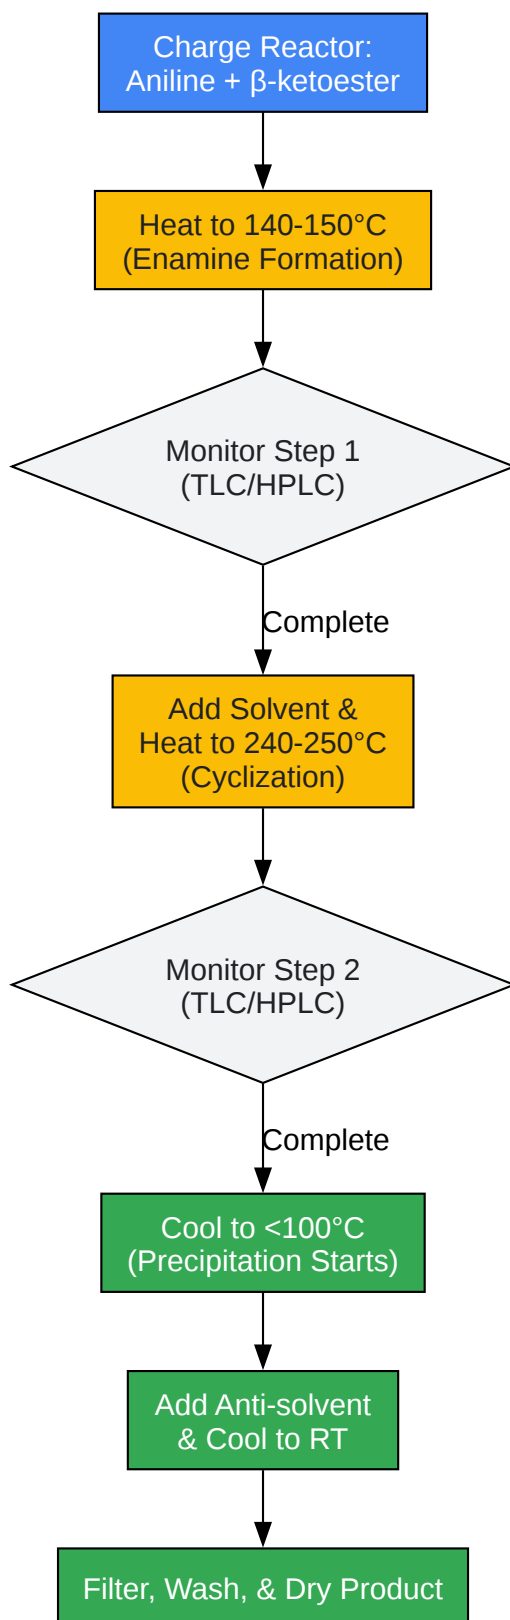 Charge Reactor:
Aniline + β-ketoester
Heat to 140-150°C
(Enamine Formation)
Monitor Step 1
(TLC/HPLC)
Complete
Add Solvent &
Heat to 240-250°C
(Cyclization)
Monitor Step 2
(TLC/HPLC)
Complete
Cool to <100°C
(Precipitation Starts)
Add Anti-solvent
& Cool to RT
Filter, Wash, & Dry Product